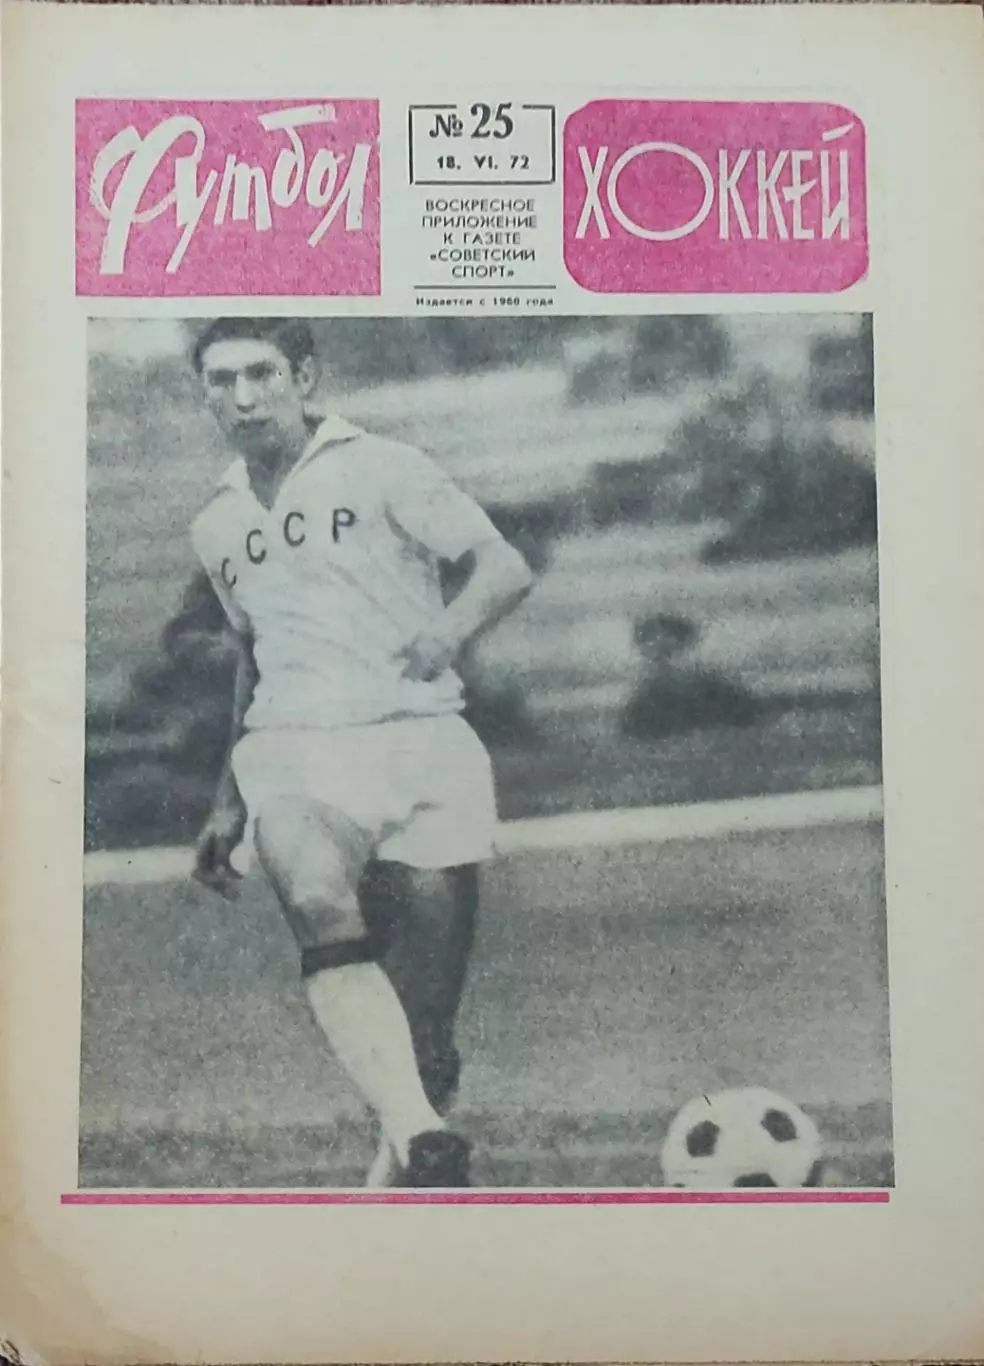 Футбол
№ 25
18. VI. 72
ВОСКРЕСНОЕ
ПРИЛОЖЕНИЕ
К ГАЗЕТЕ
«СОВЕТСКИЙ
СПОРТ»
Издается с 1960 года
ХОККЕЙ
СССР